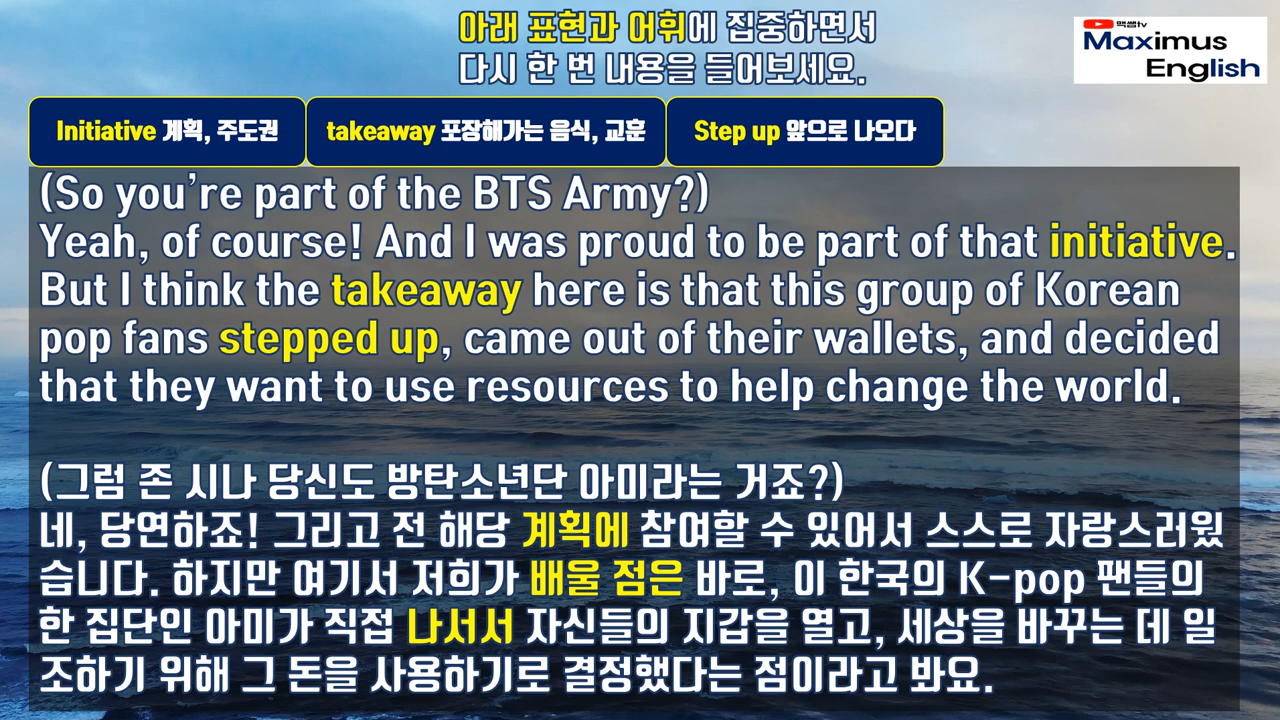 아래 표현과 어휘에 집중하면서
다시 한 번 내용을 들어보세요.
맥쌤tv
Maximus
English
Initiative 계획, 주도권
takeaway 포장해가는 음식, 교훈
Step up 앞으로 나오다
(So you're part of the BTS Army?)
Yeah, of course! And I was proud to be part of that initiative.
But I think the takeaway here is that this group of Korean
pop fans stepped up, came out of their wallets, and decided
that they want to use resources to help change the world.
(그럼 존 시나 당신도 방탄소년단 아미라는 거죠?)
네, 당연하죠! 그리고 전 해당 계획에 참여할 수 있어서 스스로 자랑스러웠
습니다. 하지만 여기서 저희가 배울 점은 바로, 이 한국의 K-pop 팬들의
한 집단인 아미가 직접 나서서 자신들의 지갑을 열고, 세상을 바꾸는 데 일
조하기 위해 그 돈을 사용하기로 결정했다는 점이라고 봐요.